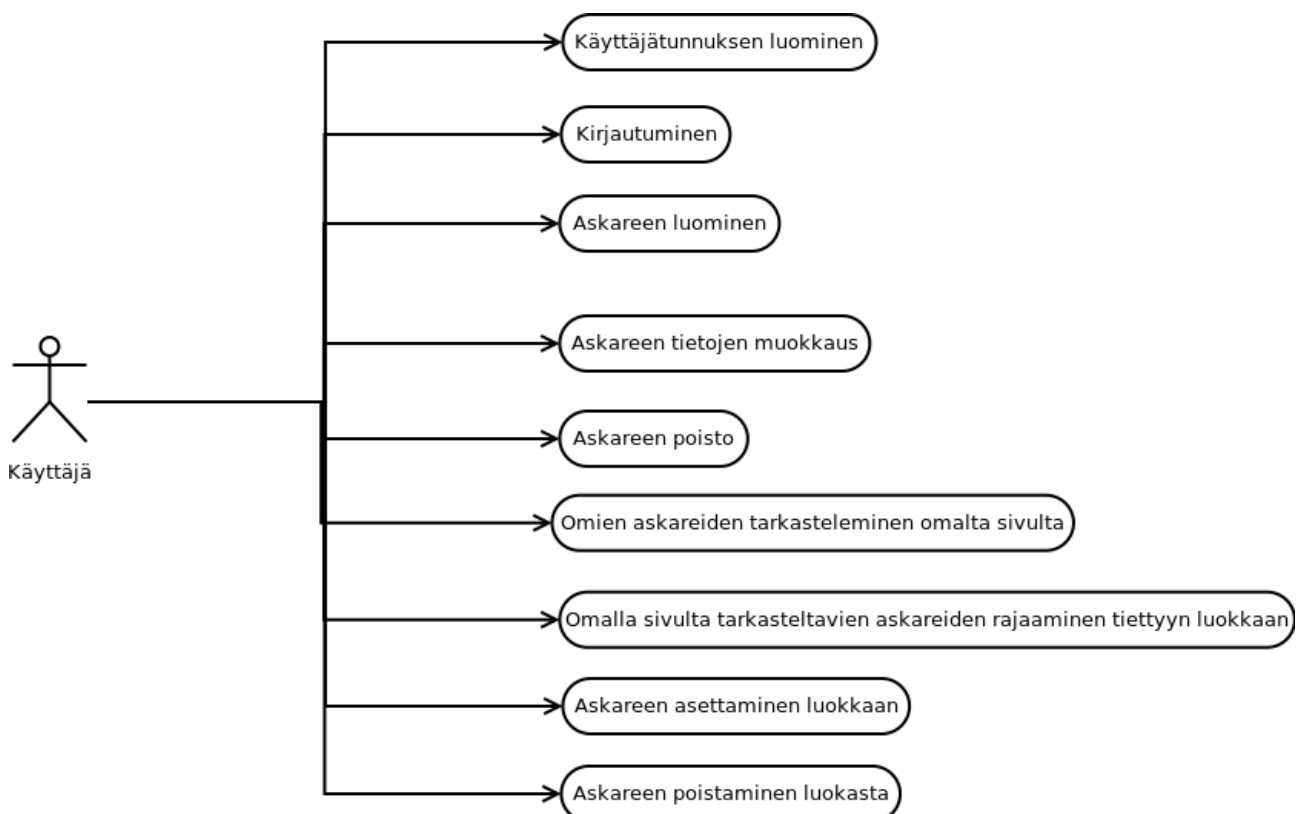 Käyttäjätunnuksen luominen
Kirjautuminen
Askareen luominen
Askareen tietojen muokkaus
Käyttäjä
Askareen poisto
Omien askareiden tarkasteleminen omalta sivulta
Omalla sivulta tarkasteltavien askareiden rajaaminen tiettyyn luokkaan
Askareen asettaminen luokkaan
Askareen poistaminen luokasta